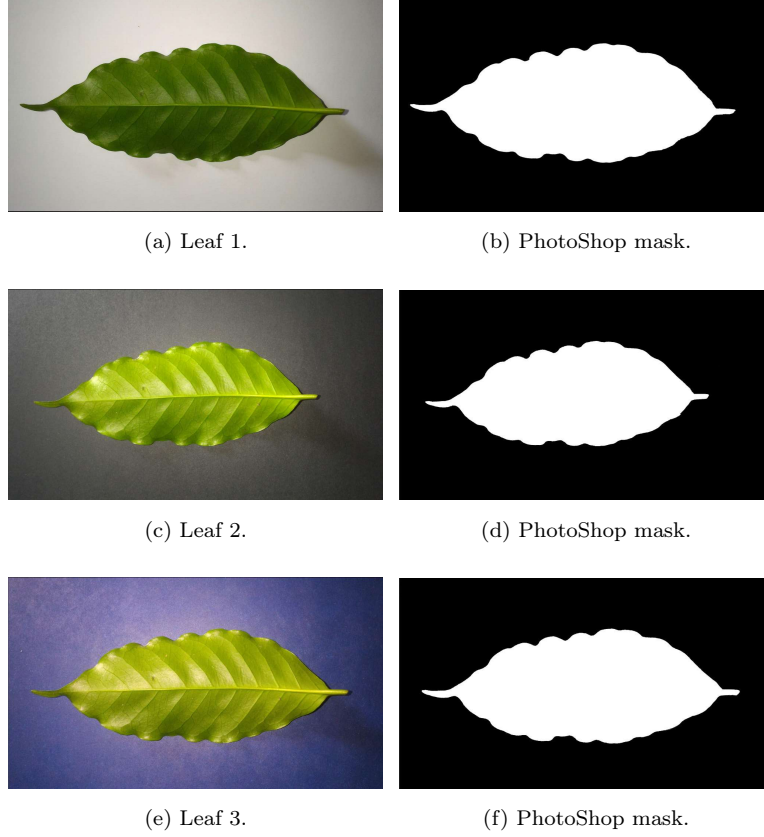 (a) Leaf 1.
(b) PhotoShop mask.
(c) Leaf 2.
(d) PhotoShop mask.
(e) Leaf 3.
(f) PhotoShop mask.